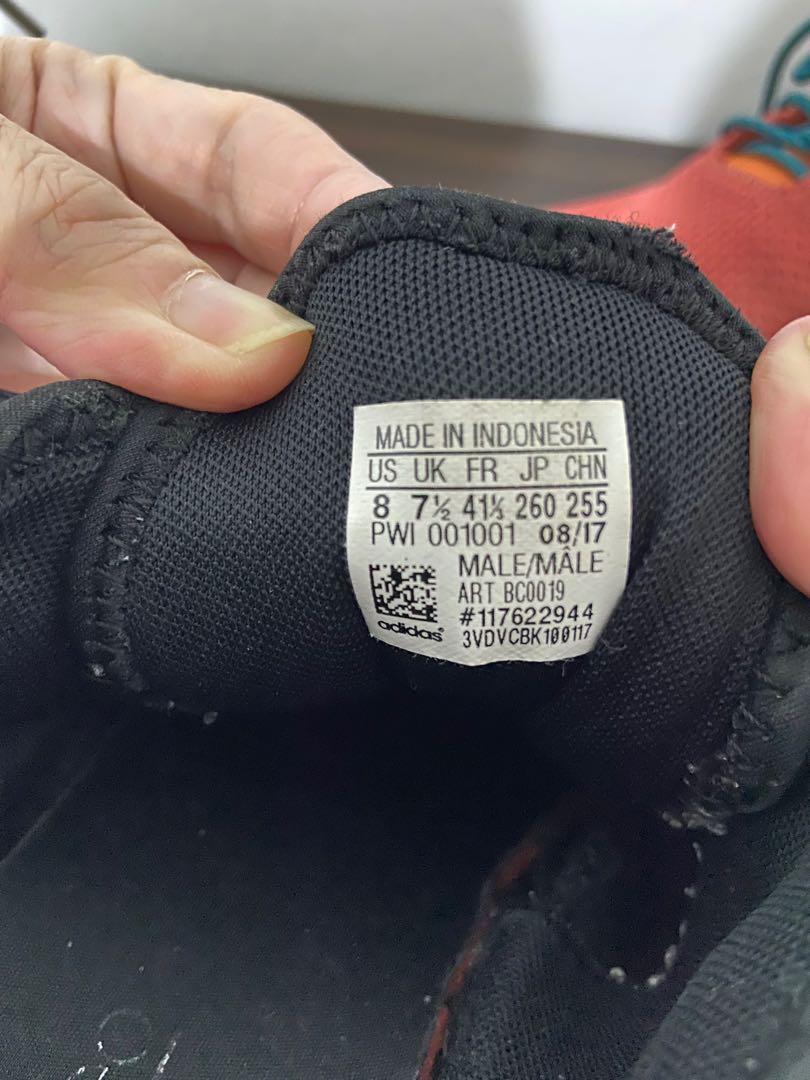 MADE IN INDONESIA
US UK FR JP CHN
8 7½ 41⅓ 260 255
PWI 001001 08/17
MALE/MÂLE
ART BC0019
#117622944
adidas® 3VDVCBK100117